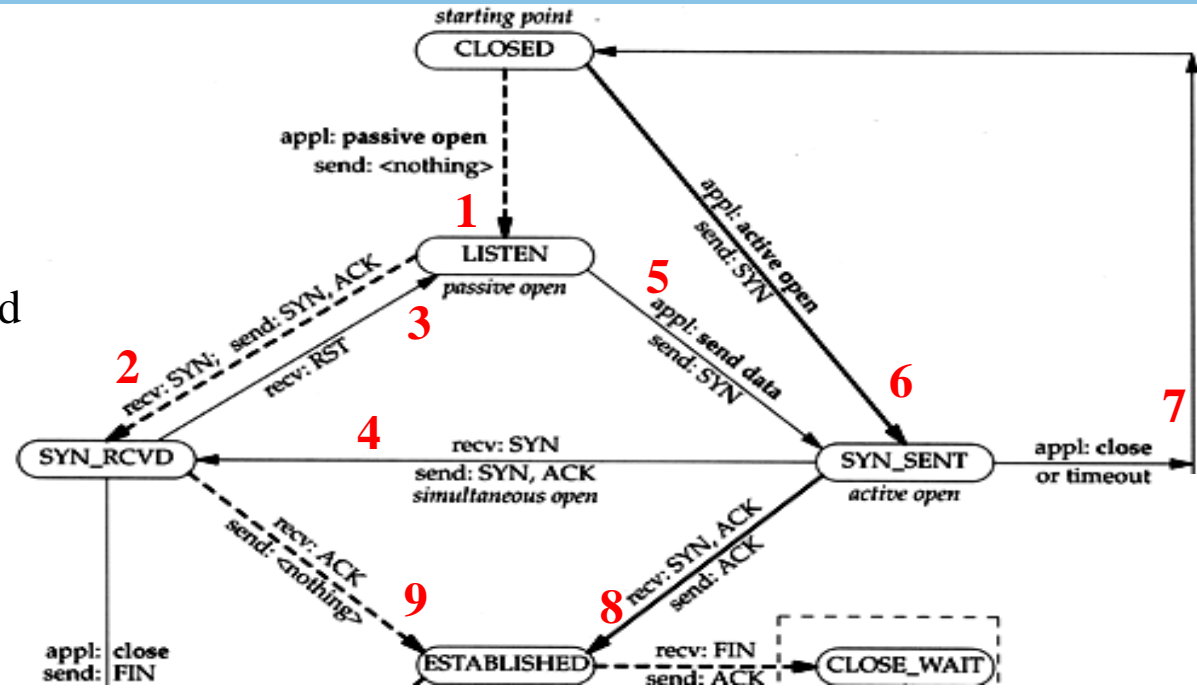 starting point
CLOSED
appl: passive open
send: <nothing>
appl: active open
send: SYN
1
LISTEN
passive open
d
recv: SYN; send: SYN, ACK
2
3
recv: RST
5
appl: send data
send: SYN
6
7
4
SYN_RCVD
recv: SYN
send: SYN, ACK
simultaneous open
SYN_SENT
active open
appl: close
or timeout
recv: ACK
send: <nothing>
9
recv: SYN, ACK
send: ACK
8
appl: close
send: FIN
ESTABLISHED
recv: FIN
send: ACK
CLOSE_WAIT